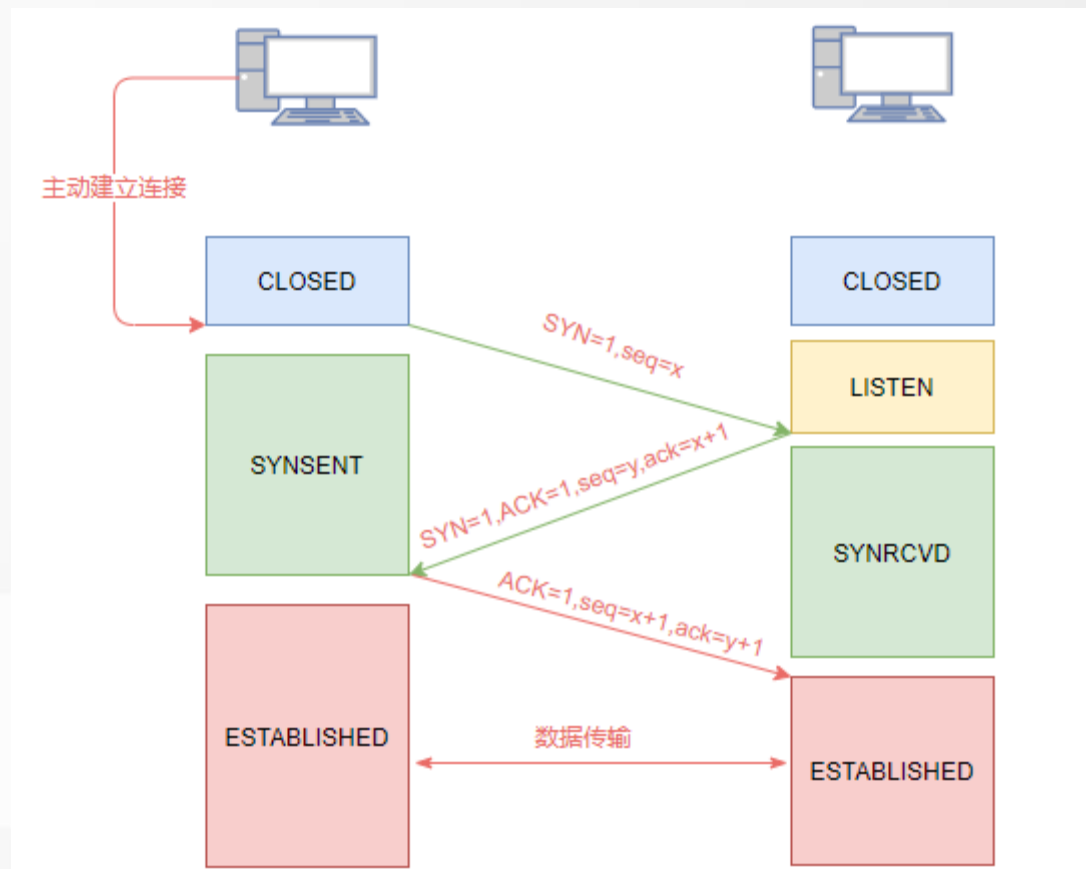 主动建立连接
CLOSED
CLOSED
SYN=1,seq=x
LISTEN
SYNSENT
SYN=1,ACK=1,seq=y,ack=x+1
SYNRCVD
ACK=1,seq=x+1,ack=y+1
ESTABLISHED
数据传输
ESTABLISHED